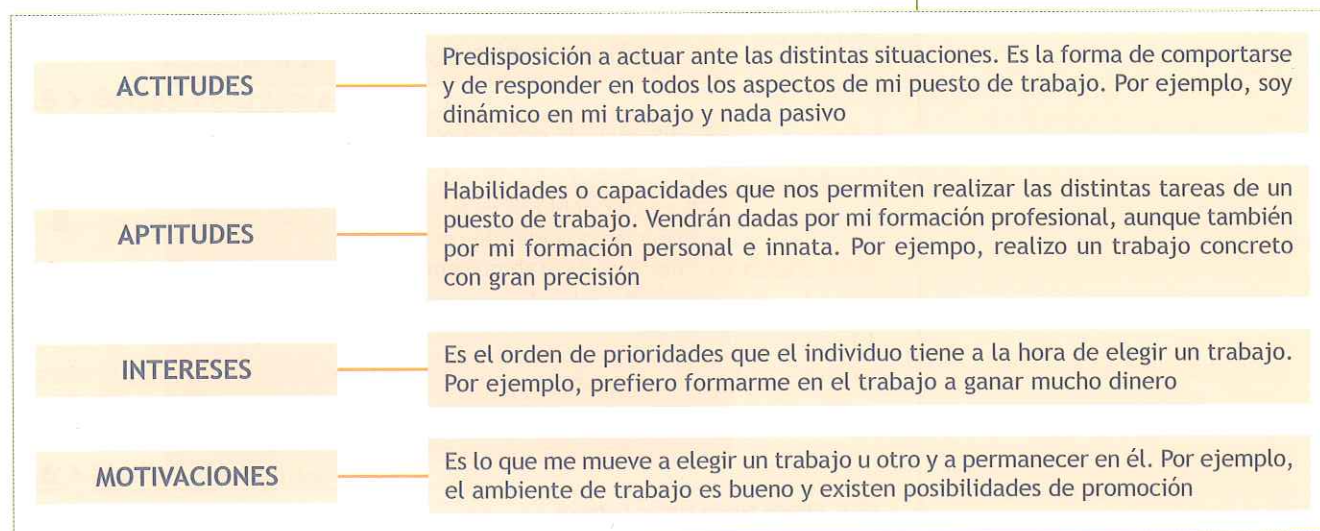 ACTITUDES
Predisposición a actuar ante las distintas situaciones. Es la forma de comportarse
y de responder en todos los aspectos de mi puesto de trabajo. Por ejemplo, soy
dinámico en mi trabajo y nada pasivo
APTITUDES
Habilidades o capacidades que nos permiten realizar las distintas tareas de un
puesto de trabajo. Vendrán dadas por mi formación profesional, aunque también
por mi formación personal e innata. Por ejempo, realizo un trabajo concreto
con gran precisión
INTERESES
Es el orden de prioridades que el individuo tiene a la hora de elegir un trabajo.
Por ejemplo, prefiero formarme en el trabajo a ganar mucho dinero
MOTIVACIONES
Es lo que me mueve a elegir un trabajo u otro y a permanecer en él. Por ejemplo,
el ambiente de trabajo es bueno y existen posibilidades de promoción